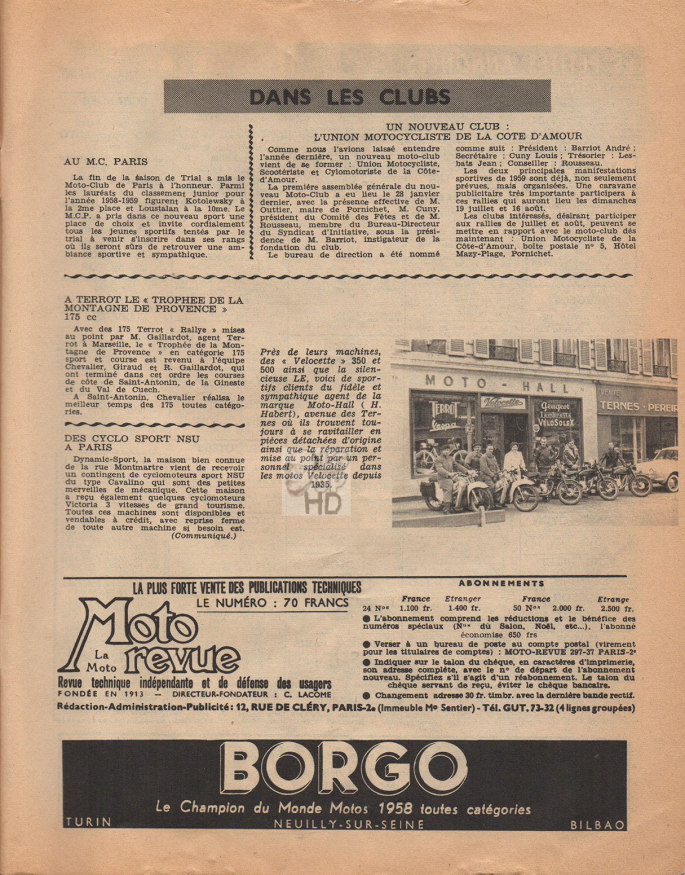 DANS LES CLUBS
AU M.C. PARIS
La fin de la saison de Trial a mis le
Moto-Club de Paris à l'honneur. Parmi
les lauréats du classement junior pour
l'année 1958-1959 figurent Kotolewsky à
la 2me place et Loustalan à la 10me. Le
M.C.P. a pris dans ce nouveau sport une
place de choix et invite cordialement
tous les jeunes sportifs tentés par le
trial à venir s'inscrire dans ses rangs
où ils seront sûrs de retrouver une am-
biance sportive et sympathique.
UN NOUVEAU CLUB :
L'UNION MOTOCYCLISTE DE LA COTE D'AMOUR
Comme nous l'avions laissé entendre
l'année dernière, un nouveau moto-club
vient de se former : Union Motocycliste,
Scootériste et Cylomotoriste de la Côte-
d'Amour.
La première assemblée générale du nou-
veau Moto-Club a eu lieu le 28 janvier
dernier, avec la présence effective de M.
Outtier, maire de Pornichet, M. Cuny,
président du Comité des Fêtes et de M.
Rousseau, membre du Bureau-Directeur
du Syndicat d'Initiative, sous la prési-
dence de M. Barriot, instigateur de la
fondation du club.
Le bureau de direction a été nommé
comme suit : Président : Barriot André ;
Secrétaire : Cuny Louis ; Trésorier : Les-
bats Jean ; Conseiller : Rousseau.
Les deux principales manifestations
sportives de 1959 sont déjà, non seulement
prévues, mais organisées. Une caravane
publicitaire très importante participera à
ces rallies qui auront lieu les dimanches
19 juillet et 16 août.
Les clubs intéressés, désirant participer
aux rallies de juillet et août, peuvent se
mettre en rapport avec le moto-club dès
maintenant : Union Motocycliste de la
Côte-d'Amour, boîte postale n° 5, Hôtel
Mazy-Plage, Pornichet.
A TERROT LE « TROPHEE DE LA
MONTAGNE DE PROVENCE »
175 cc
Avec des 175 Terrot « Rallye » mises
au point par M. Gaillardot, agent Ter-
rot à Marseille, le « Trophée de la Mon-
tagne de Provence » en catégorie 175
sport et course est revenu à l'équipe
Chevalier, Giraud et R. Gaillardot, qui
ont terminé dans cet ordre les courses
de côte de Saint-Antonin, de la Gineste
et du Val de Cuech.
A Saint-Antonin, Chevalier réalisa le
meilleur temps des 175 toutes catégo-
ries.
DES CYCLO SPORT NSU
A PARIS
Dynamic-Sport, la maison bien connue
de la rue Montmartre vient de recevoir
un contingent de cyclomoteurs sport NSU
du type Cavalino qui sont des petites
merveilles de mécanique. Cette maison
a reçu également quelques cyclomoteurs
Victoria 3 vitesses de grand tourisme.
Toutes ces machines sont disponibles et
vendables à crédit, avec reprise ferme
de toute autre machine si besoin est.
(Communiqué.)
Près de leurs machines,
des « Velocette » 350 et
500 ainsi que la silen-
cieuse LE, voici de spor-
tifs clients du fidèle et
sympathique agent de la
marque Moto-Hall (H.
Habert), avenue des Ter-
nes où ils trouvent tou-
jours à se ravitailler en
pièces détachées d'origine
ainsi que la réparation et
mise au point par un per-
sonnel spécialisé dans
les motos Velocette depuis
1935.
HD
MOTO - HALL
TERROT
Vespa
Velocette
Peugeot
VELOSOLEX
TERNES - PEREIR
LA PLUS FORTE VENTE DES PUBLICATIONS TECHNIQUES
LE NUMÉRO : 70 FRANCS
La Moto
Moto revue
Revue technique indépendante et de défense des usagers
FONDÉE EN 1913 — DIRECTEUR-FONDATEUR : C. LACOME
ABONNEMENTS
France Etranger France Etrange
24 Nos 1.100 fr. 1.400 fr. 50 Nos 2.000 fr. 2.500 fr.
● L'abonnement comprend les réductions et le bénéfice des
numéros spéciaux (Nos du Salon, Noël, etc...), l'abonné
économise 650 frs
● Verser à un bureau de poste au compte postal (virement
pour les titulaires de comptes) : MOTO-REVUE 297-37 PARIS-2e
● Indiquer sur le talon du chèque, en caractères d'imprimerie,
son adresse complète, avec le n° de départ de l'abonnement
nouveau. Spécifiez s'il s'agit d'un réabonnement. Le talon du
chèque servant de reçu, éviter le chèque bancaire.
● Changement adresse 30 fr. timbr. avec la dernière bande rectif.
Rédaction-Administration-Publicité : 12, RUE DE CLÉRY, PARIS-2e (Immeuble Mo Sentier) - Tél. GUT. 73-32 (4 lignes groupées)
BORGO
Le Champion du Monde Motos 1958 toutes catégories
TURIN NEUILLY-SUR-SEINE BILBAO